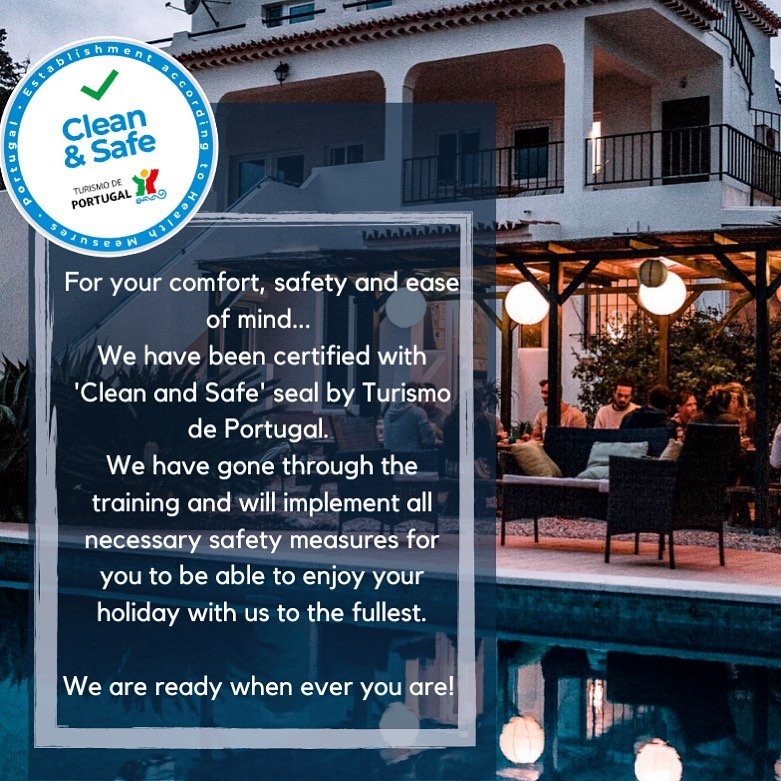 Portugal · Establishment according to Health Measures ·
Clean
& Safe
TURISMO DE
PORTUGAL
For your comfort, safety and ease
of mind...
We have been certified with
'Clean and Safe' seal by Turismo
de Portugal.
We have gone through the
training and will implement all
necessary safety measures for
you to be able to enjoy your
holiday with us to the fullest.
We are ready when ever you are!